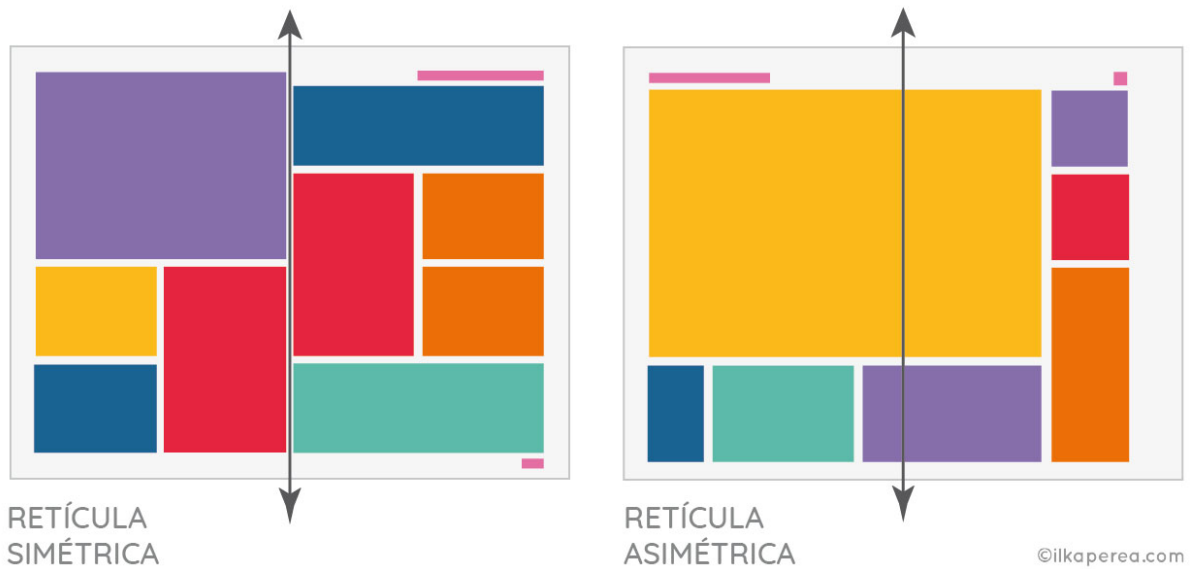 RETÍCULA
SIMÉTRICA
RETÍCULA
ASIMÉTRICA
©ilkaperea.com